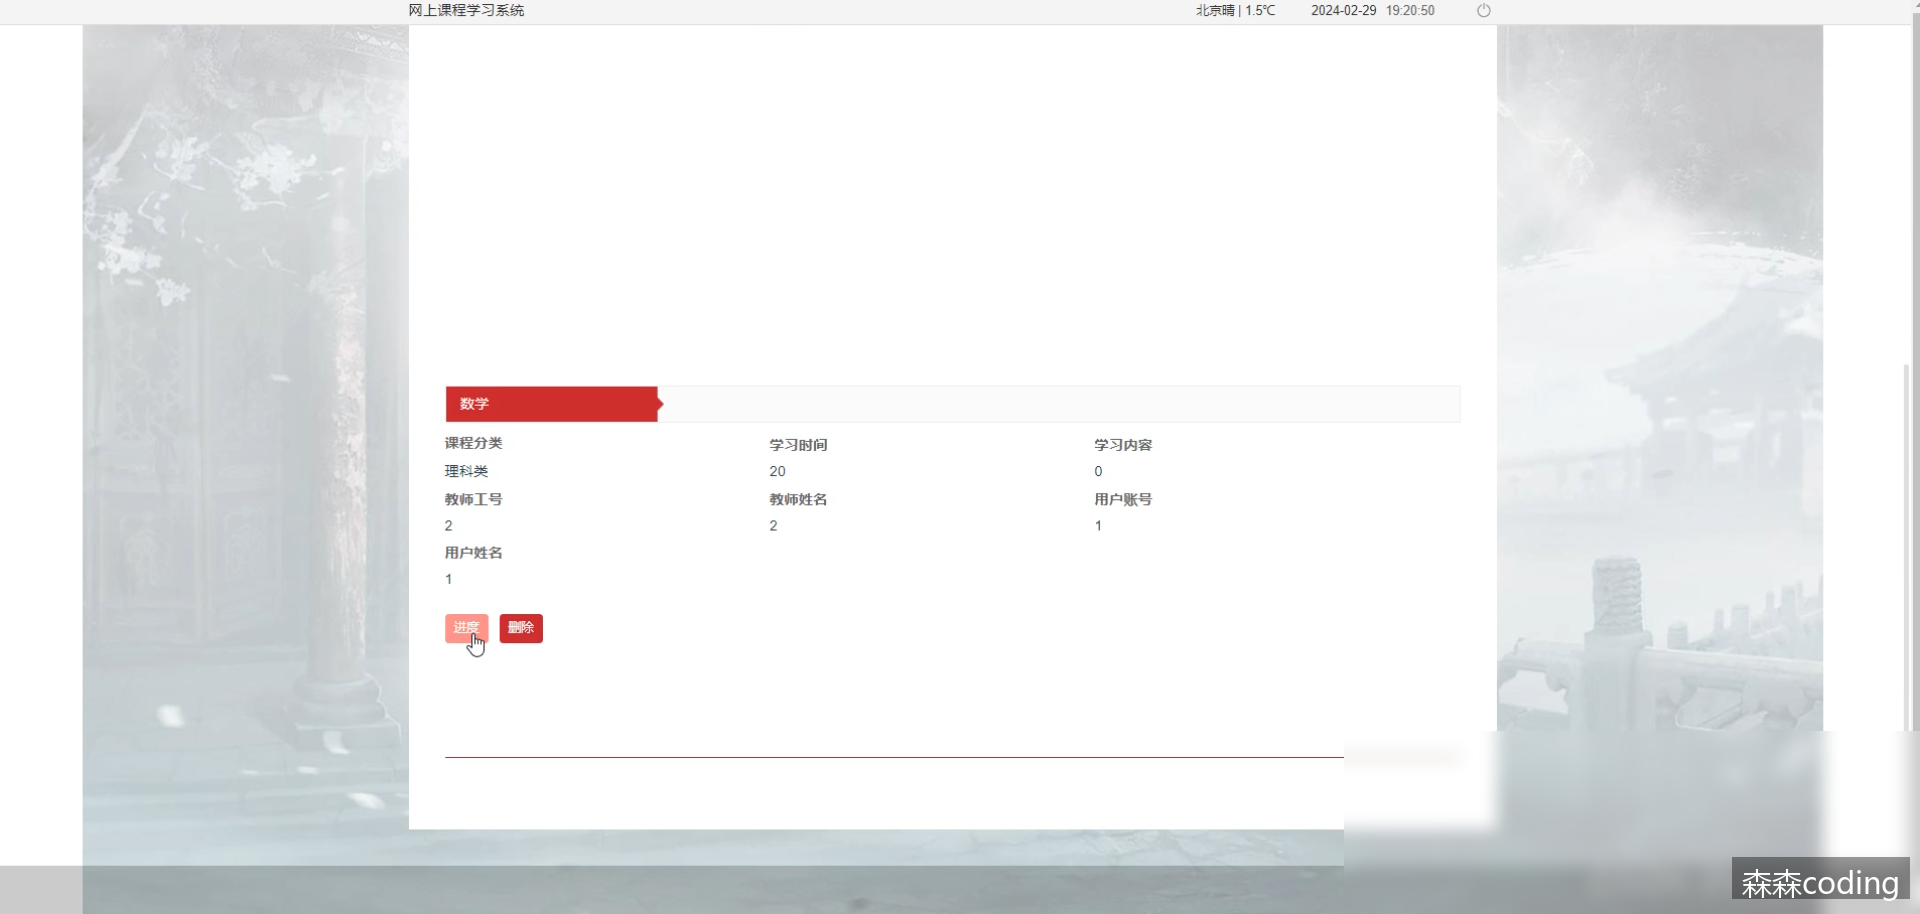 网上课程学习系统 北京晴 | 1.5℃ 2024-02-29 19:20:50
数学
课程分类 学习时间 学习内容
理科类 20 0
教师工号 教师姓名 用户账号
2 2 1
用户姓名
1
进度 删除
森森coding